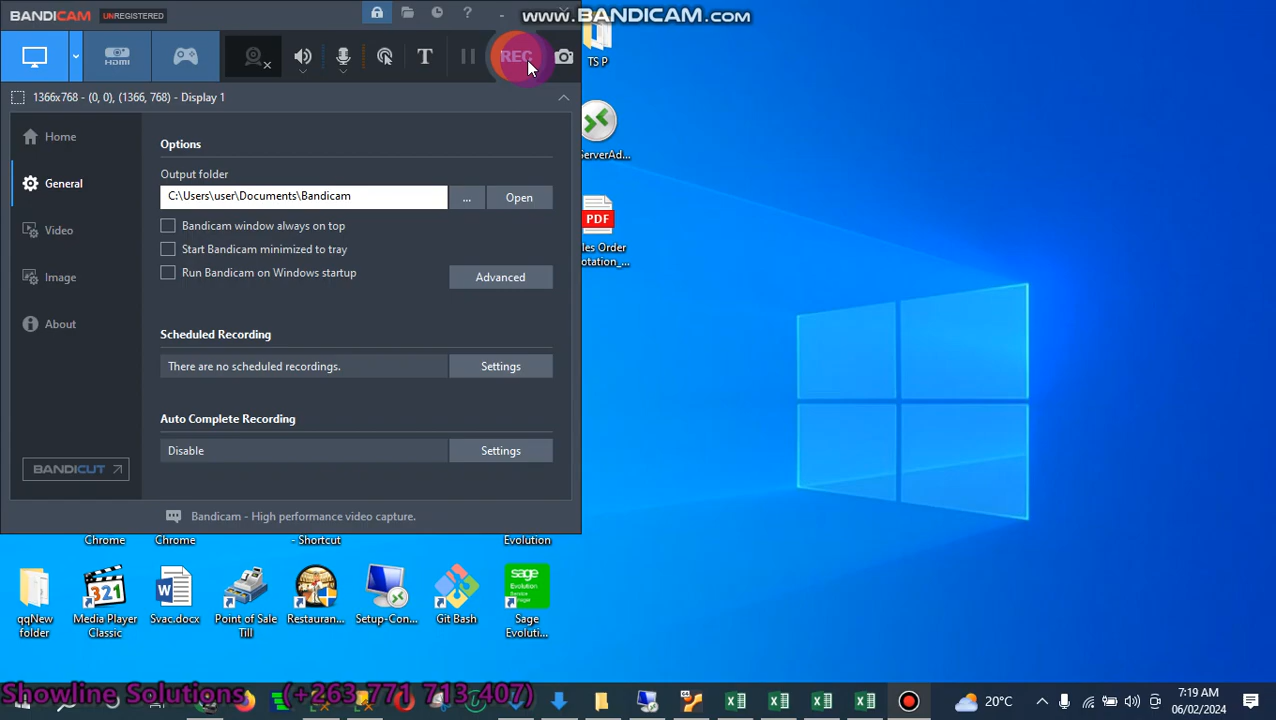 BANDICAM UNREGISTERED
www.BANDICAM.com
HDMI
T
REC
1366x768 - (0, 0), (1366, 768) - Display 1
Home
General
Video
Image
About
BANDICUT
Options
Output folder
C:\Users\user\Documents\Bandicam
...
Open
Bandicam window always on top
Start Bandicam minimized to tray
Run Bandicam on Windows startup
Advanced
Scheduled Recording
There are no scheduled recordings.
Settings
Auto Complete Recording
Disable
Settings
Bandicam - High performance video capture.
TS P
PDF
Chrome
Chrome
- Shortcut
Evolution
qqNew
folder
321
Media Player
Classic
Svac.docx
Point of Sale
Till
Restauran...
Setup-Con...
Git Bash
sage
Evolution
Sage
Evoluti...
Showline Solutions (+263 771 713 407)
20°C
7:19 AM
06/02/2024